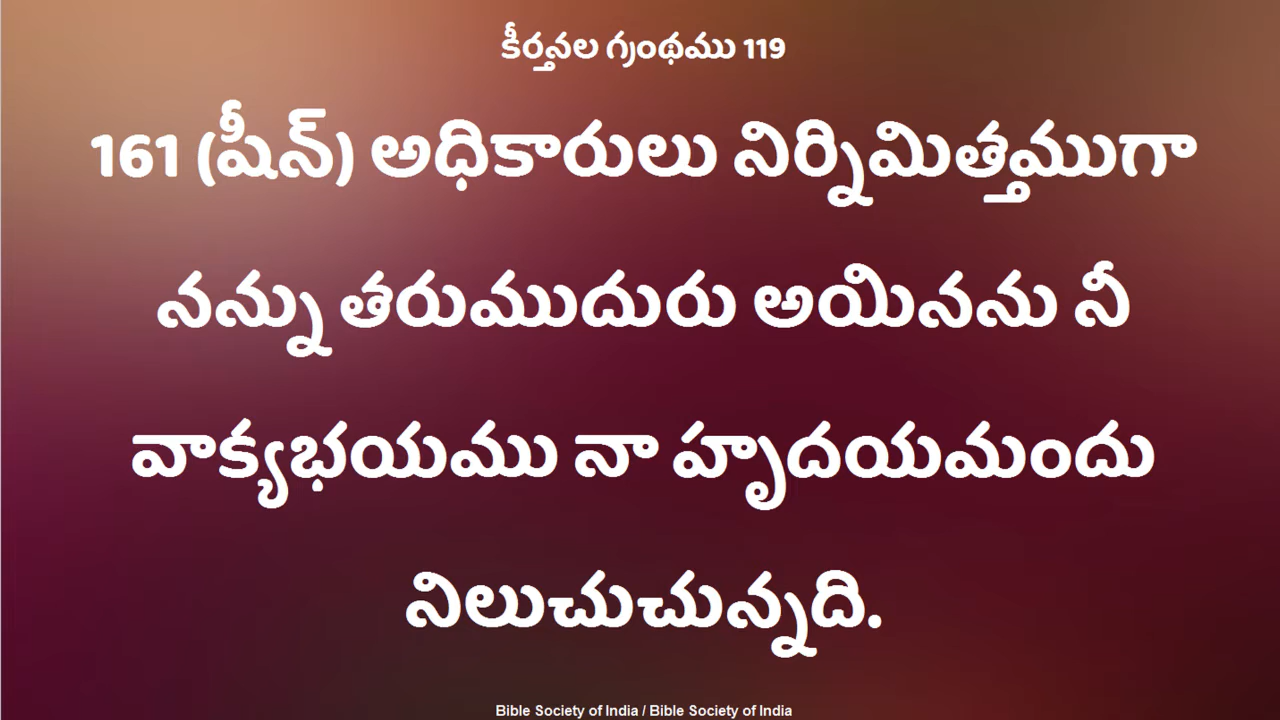 కీర్తనల గ్రంథము 119
161 (షీన్) అధికారులు నిర్నిమిత్తముగా
నన్ను తరుముదురు అయినను నీ
వాక్యభయము నా హృదయమందు
నిలుచుచున్నది.
Bible Society of India / Bible Society of India